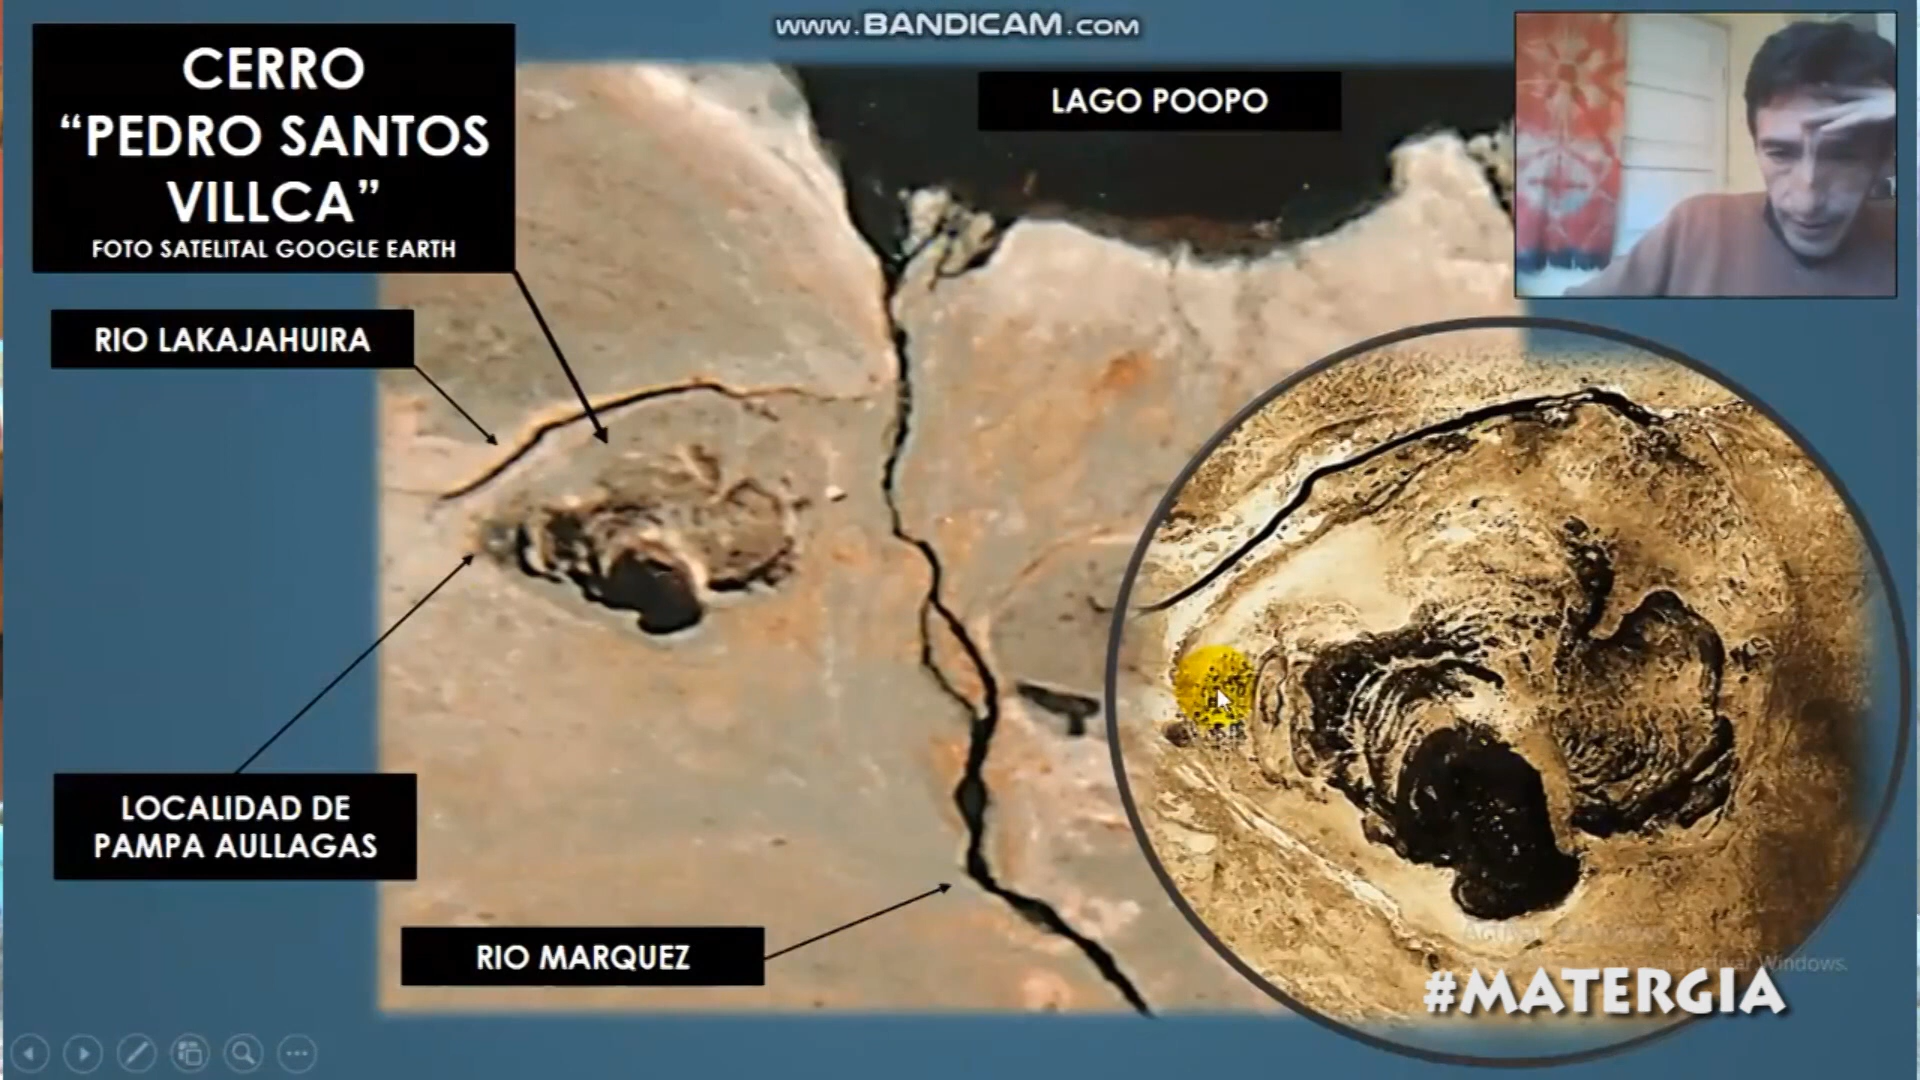 www.BANDICAM.com
CERRO
“PEDRO SANTOS
VILLCA”
FOTO SATELITAL GOOGLE EARTH
LAGO POOPO
RIO LAKAJAHUIRA
LOCALIDAD DE
PAMPA AULLAGAS
RIO MARQUEZ
Windows.
#MATERGIA